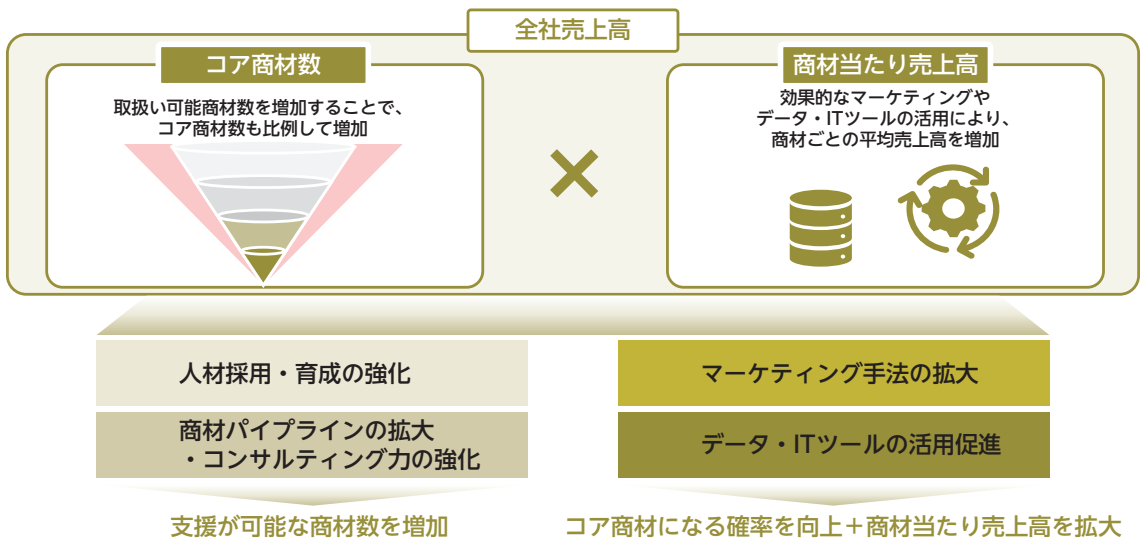 全社売上高
コア商材数
取扱い可能商材数を増加することで、
コア商材数も比例して増加
商材当たり売上高
効果的なマーケティングや
データ・ITツールの活用により、
商材ごとの平均売上高を増加
人材採用・育成の強化
商材パイプラインの拡大
・コンサルティング力の強化
支援が可能な商材数を増加
マーケティング手法の拡大
データ・ITツールの活用促進
コア商材になる確率を向上＋商材当たり売上高を拡大